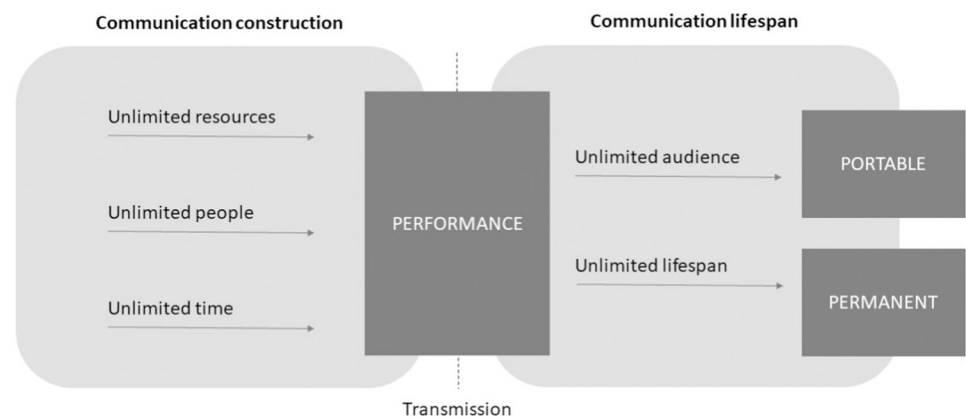 Communication construction
Communication lifespan
Unlimited resources
Unlimited people
Unlimited time
PERFORMANCE
Unlimited audience
Unlimited lifespan
PORTABLE
PERMANENT
Transmission